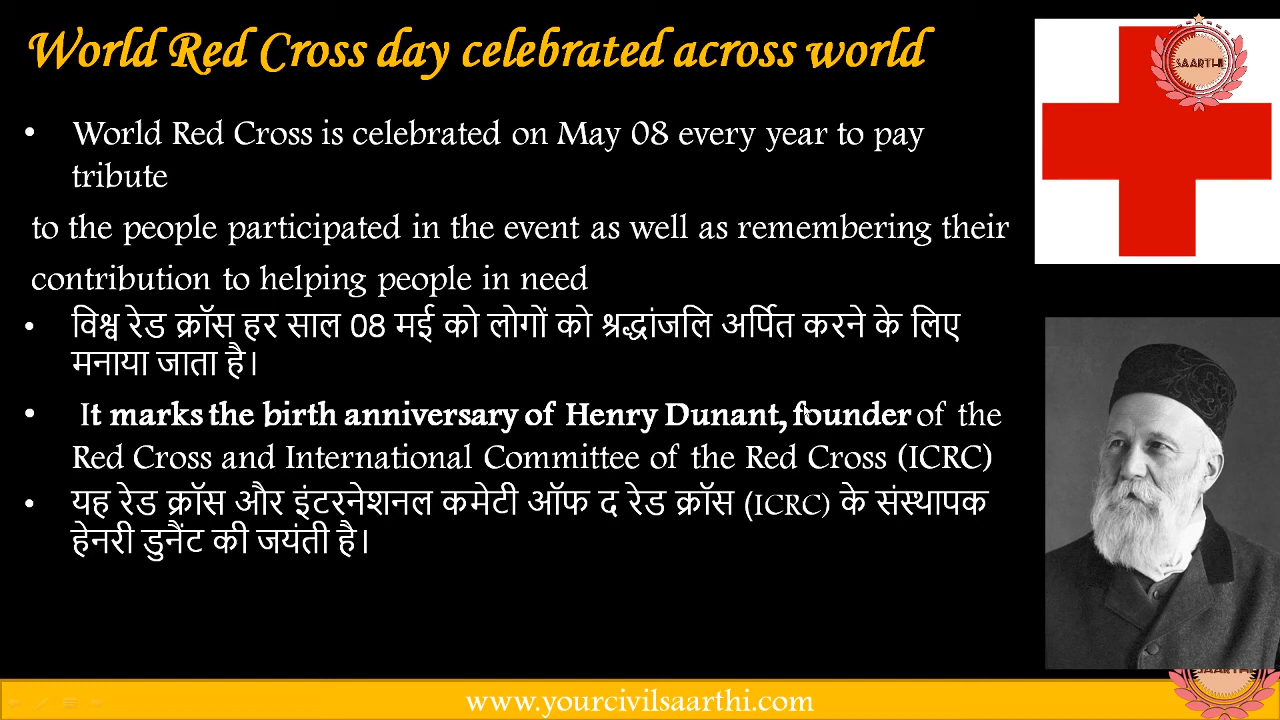 World Red Cross day celebrated across world
SAARTHI
• World Red Cross is celebrated on May 08 every year to pay
tribute
to the people participated in the event as well as remembering their
contribution to helping people in need
• विश्व रेड क्रॉस हर साल 08 मई को लोगों को श्रद्धांजलि अर्पित करने के लिए
मनाया जाता है।
• It marks the birth anniversary of Henry Dunant, founder of the
Red Cross and International Committee of the Red Cross (ICRC)
• यह रेड क्रॉस और इंटरनेशनल कमेटी ऑफ द रेड क्रॉस (ICRC) के संस्थापक
हेनरी डुनैंट की जयंती है।
SAARTHI
www.yourcivilsaarthi.com